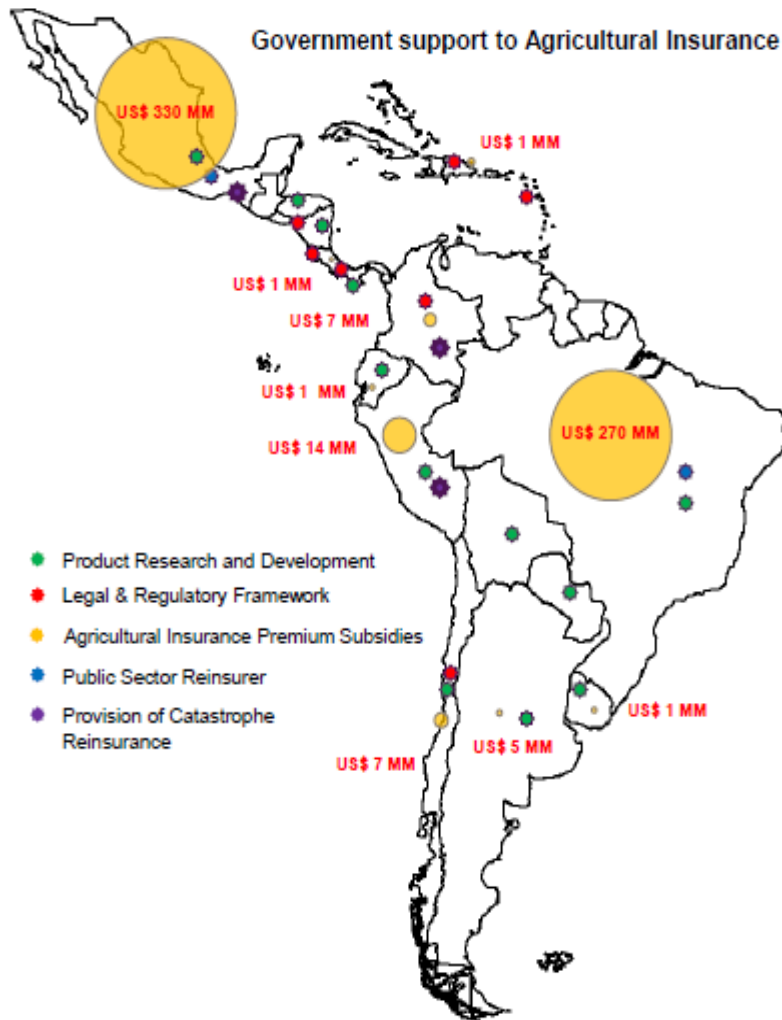 Government support to Agricultural Insurance
US$ 330 MM
US$ 1 MM
US$ 1 MM
US$ 7 MM
US$ 1 MM
US$ 14 MM
US$ 270 MM
Product Research and Development
Legal & Regulatory Framework
Agricultural Insurance Premium Subsidies
Public Sector Reinsurer
Provision of Catastrophe
Reinsurance
US$ 1 MM
US$ 5 MM
US$ 7 MM